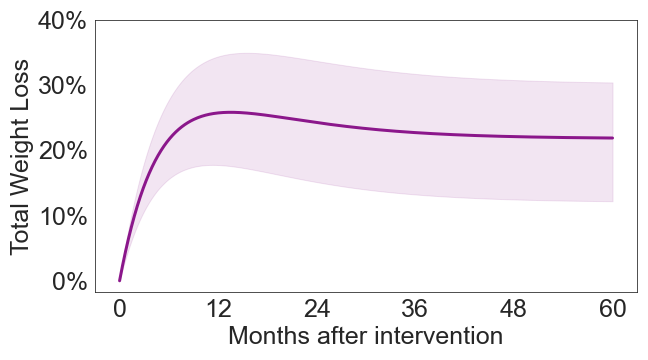 40%
30%
20%
10%
0%
Total Weight Loss
0 12 24 36 48 60
Months after intervention